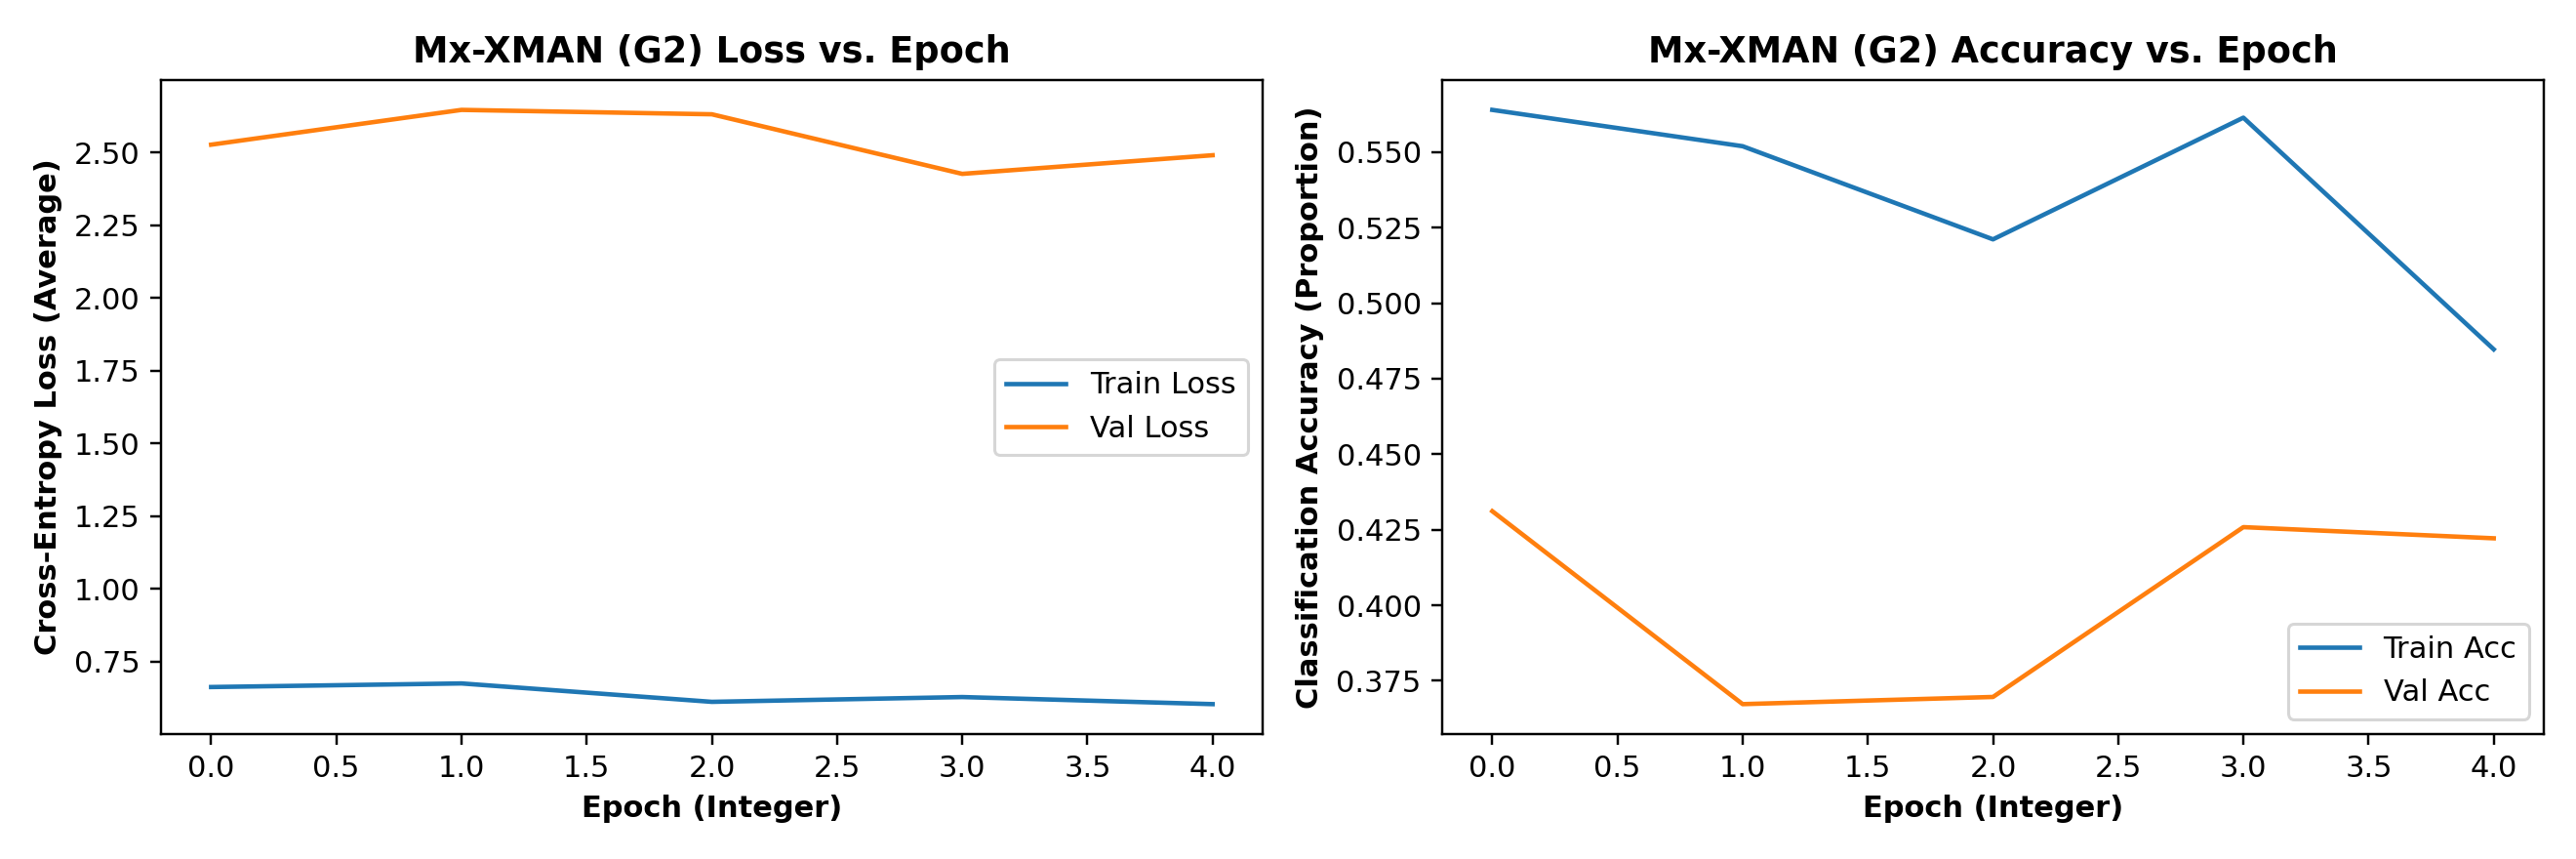 Mx-XMAN (G2) Loss vs. Epoch
Cross-Entropy Loss (Average)
2.50
2.25
2.00
1.75
1.50
1.25
1.00
0.75
Train Loss
Val Loss
0.0 0.5 1.0 1.5 2.0 2.5 3.0 3.5 4.0
Epoch (Integer)
Mx-XMAN (G2) Accuracy vs. Epoch
Classification Accuracy (Proportion)
0.550
0.525
0.500
0.475
0.450
0.425
0.400
0.375
Train Acc
Val Acc
0.0 0.5 1.0 1.5 2.0 2.5 3.0 3.5 4.0
Epoch (Integer)